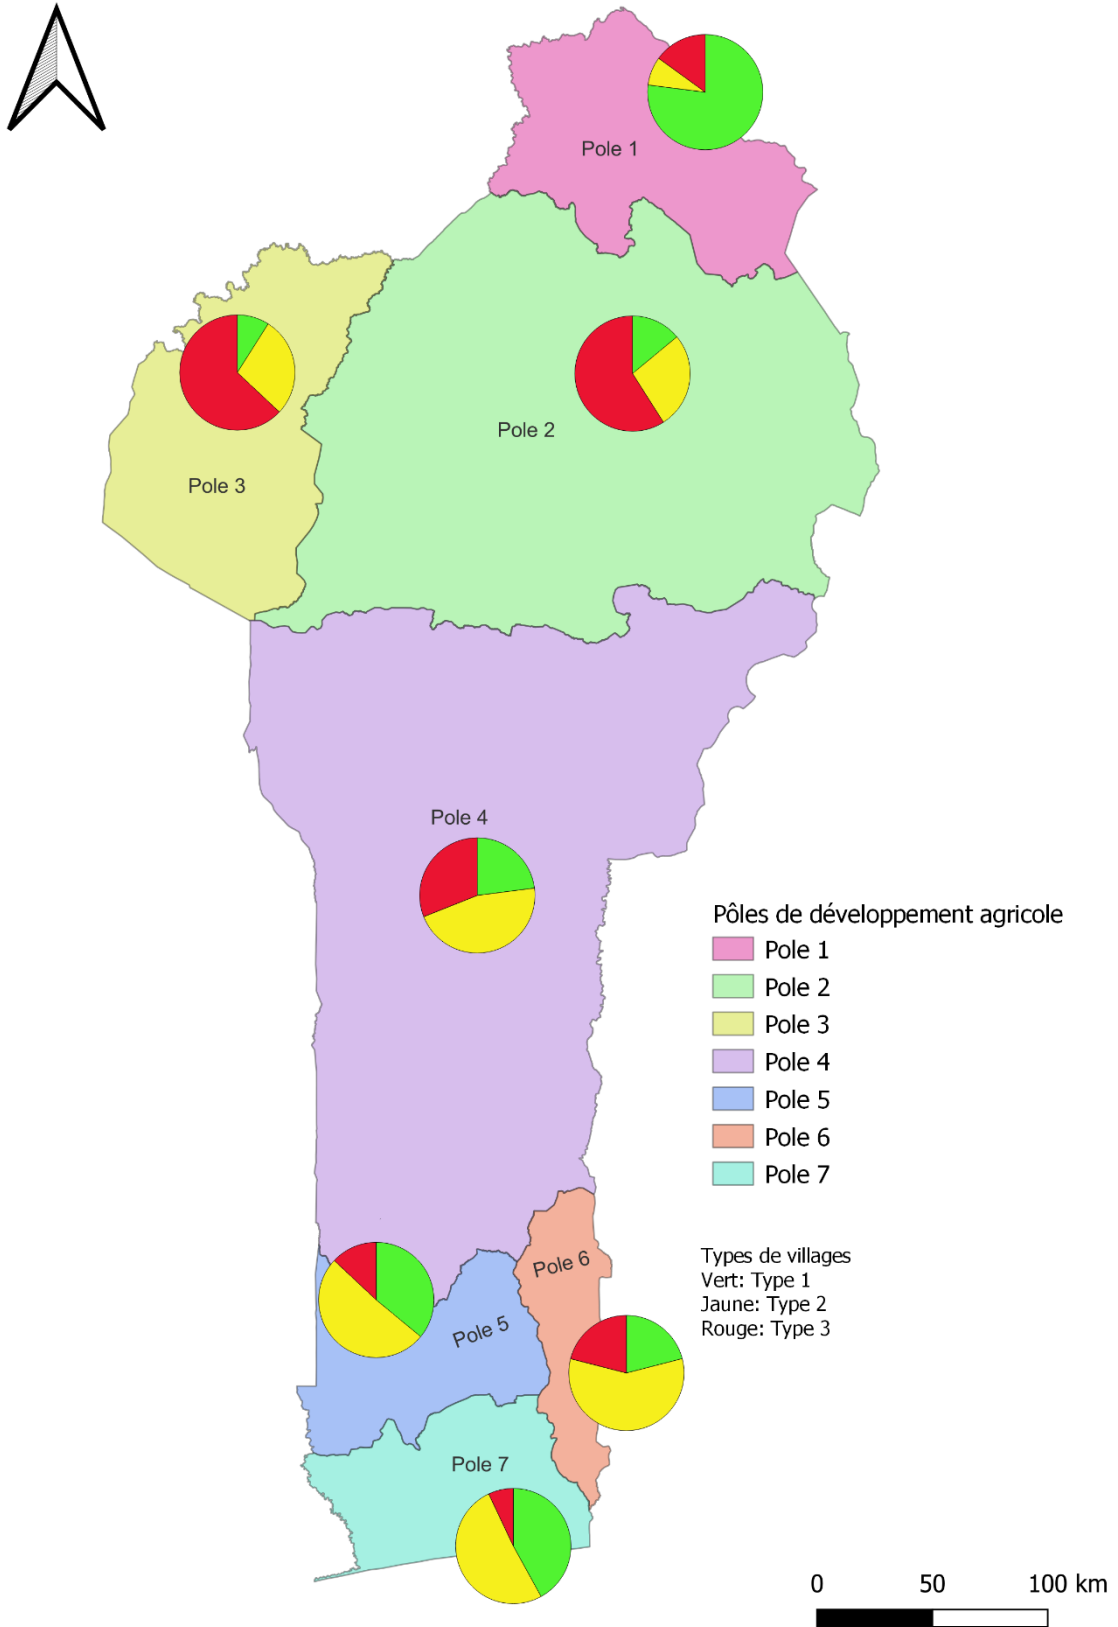 Pole 1
Pole 2
Pole 3
Pole 4
Pole 6
Pole 5
Pole 7
Pôles de développement agricole
Pole 1
Pole 2
Pole 3
Pole 4
Pole 5
Pole 6
Pole 7
Types de villages
Vert: Type 1
Jaune: Type 2
Rouge: Type 3
0 50 100 km